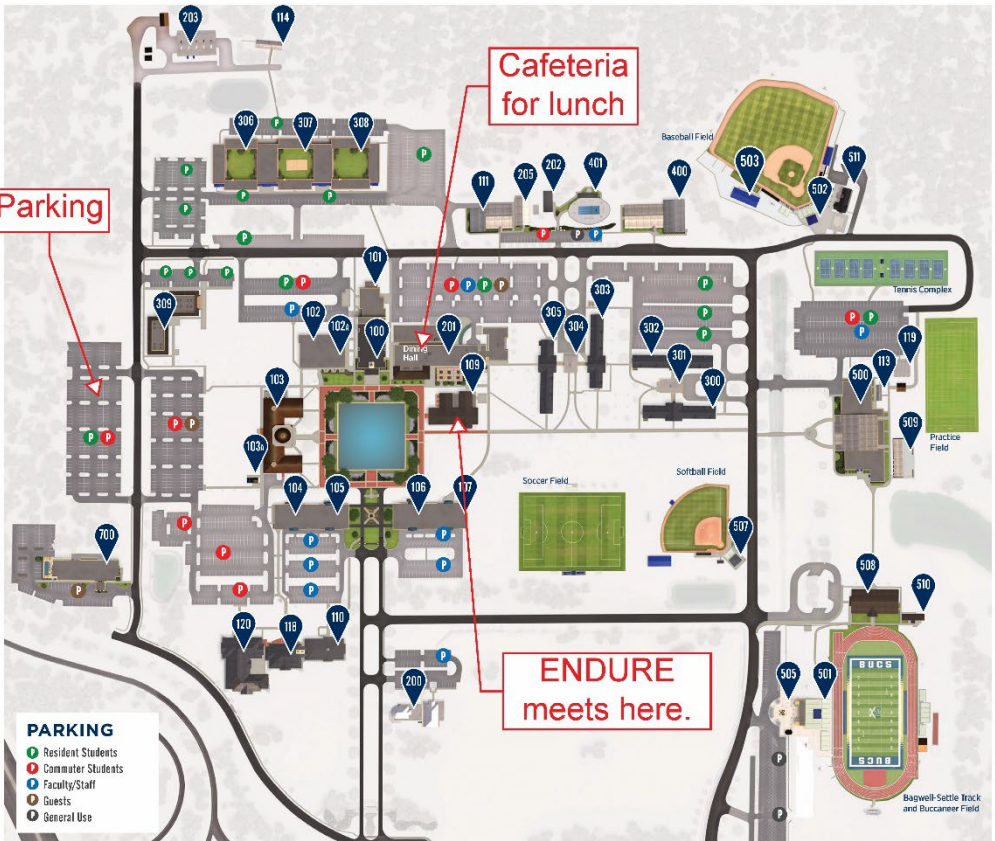 203
114
Cafeteria
for lunch
306
307
308
Baseball Field
P
P
111
205
202
401
400
503
502
511
P
P
P
P
Parking
P
P
P
P
101
P
P
P
P
P
P
P
P
P
P
P
P
Tennis Complex
309
102
102A
100
Dining
Hall
201
305
304
303
P
P
302
301
300
P
P
P
119
113
500
109
103
P
P
P
P
103B
509
Practice
Field
104
105
106
107
Soccer Field
Softball Field
507
P
P
P
P
P
P
P
P
700
P
P
508
510
120
118
110
P
200
ENDURE
meets here.
505
501
BUCS
BUCS
P
P
PARKING
P Resident Students
P Commuter Students
P Faculty/Staff
P Guests
P General Use
Bagwell-Settle Track
and Buccaneer Field